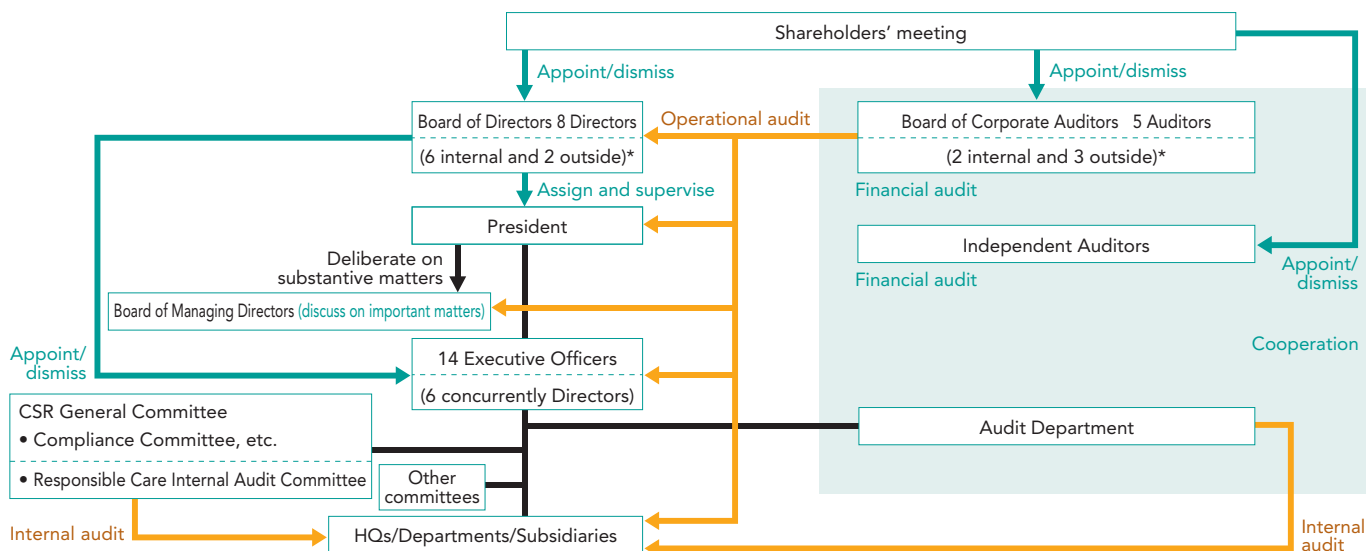 Shareholders’ meeting
Appoint/dismiss
Appoint/dismiss
Board of Directors 8 Directors
(6 internal and 2 outside)*
Operational audit
Board of Corporate Auditors 5 Auditors
(2 internal and 3 outside)*
Assign and supervise
Financial audit
President
Independent Auditors
Appoint/
dismiss
Deliberate on
substantive matters
Financial audit
Board of Managing Directors (discuss on important matters)
Cooperation
Appoint/
dismiss
14 Executive Officers
(6 concurrently Directors)
CSR General Committee
• Compliance Committee, etc.
• Responsible Care Internal Audit Committee
Audit Department
Other
committees
Internal audit
HQs/Departments/Subsidiaries
Internal
audit